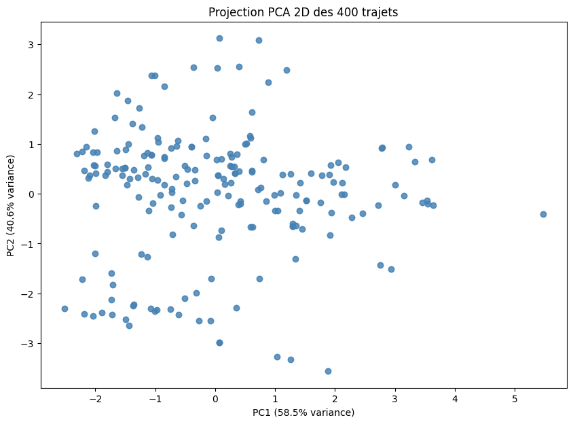 Projection PCA 2D des 400 trajets
PC2 (40.6% variance)
3
2
1
0
−1
−2
−3
−2 −1 0 1 2 3 4 5
PC1 (58.5% variance)